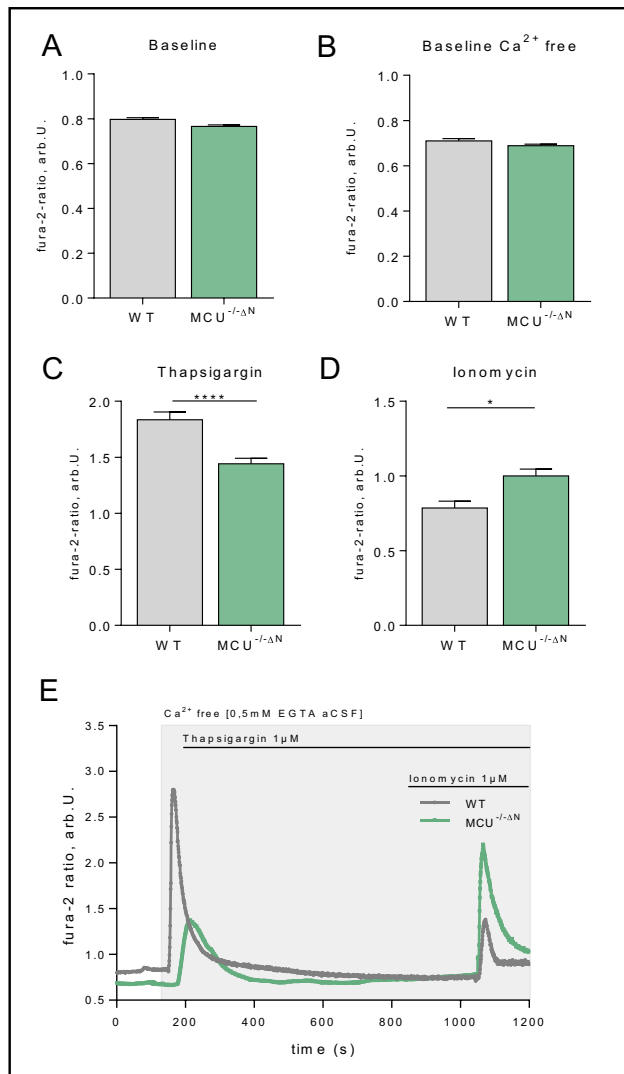 A
Baseline
fura-2-ratio, arb.U.
1.0
0.8
0.6
0.4
0.2
0.0
WT
MCU-/-ΔN
B
Baseline Ca2+ free
fura-2-ratio, arb.U.
1.0
0.8
0.6
0.4
0.2
0.0
WT
MCU-/-ΔN
C
Thapsigargin
fura-2-ratio, arb.U.
2.0
1.5
1.0
0.5
0.0
****
WT
MCU-/-ΔN
D
Ionomycin
fura-2-ratio, arb.U.
1.5
1.0
0.5
0.0
*
WT
MCU-/-ΔN
E
Ca2+ free [0,5mM EGTA aCSF]
Thapsigargin 1µM
Ionomycin 1µM
WT
MCU-/-ΔN
fura-2 ratio, arb.U.
3.5
3.0
2.5
2.0
1.5
1.0
0.5
0 200 400 600 800 1000 1200
time (s)